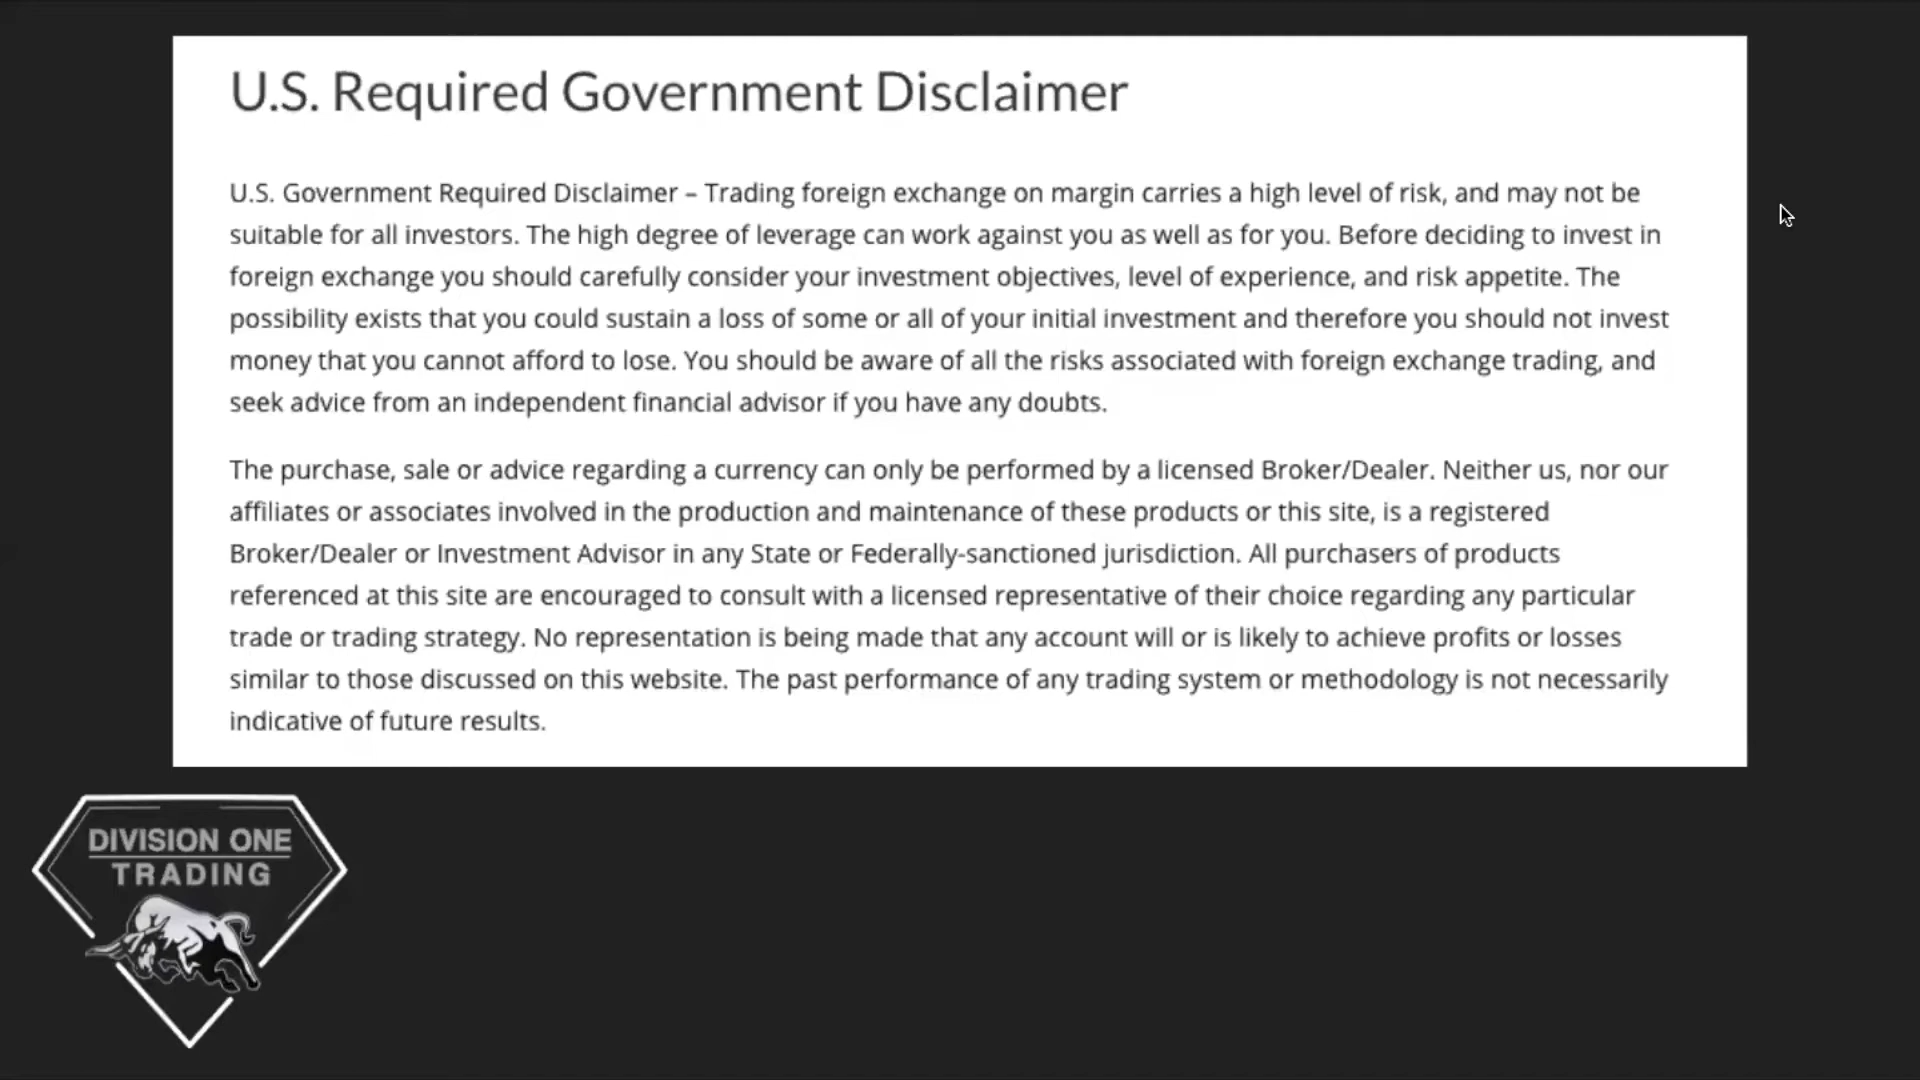 U.S. Required Government Disclaimer
U.S. Government Required Disclaimer – Trading foreign exchange on margin carries a high level of risk, and may not be
suitable for all investors. The high degree of leverage can work against you as well as for you. Before deciding to invest in
foreign exchange you should carefully consider your investment objectives, level of experience, and risk appetite. The
possibility exists that you could sustain a loss of some or all of your initial investment and therefore you should not invest
money that you cannot afford to lose. You should be aware of all the risks associated with foreign exchange trading, and
seek advice from an independent financial advisor if you have any doubts.
The purchase, sale or advice regarding a currency can only be performed by a licensed Broker/Dealer. Neither us, nor our
affiliates or associates involved in the production and maintenance of these products or this site, is a registered
Broker/Dealer or Investment Advisor in any State or Federally-sanctioned jurisdiction. All purchasers of products
referenced at this site are encouraged to consult with a licensed representative of their choice regarding any particular
trade or trading strategy. No representation is being made that any account will or is likely to achieve profits or losses
similar to those discussed on this website. The past performance of any trading system or methodology is not necessarily
indicative of future results.
DIVISION ONE
TRADING